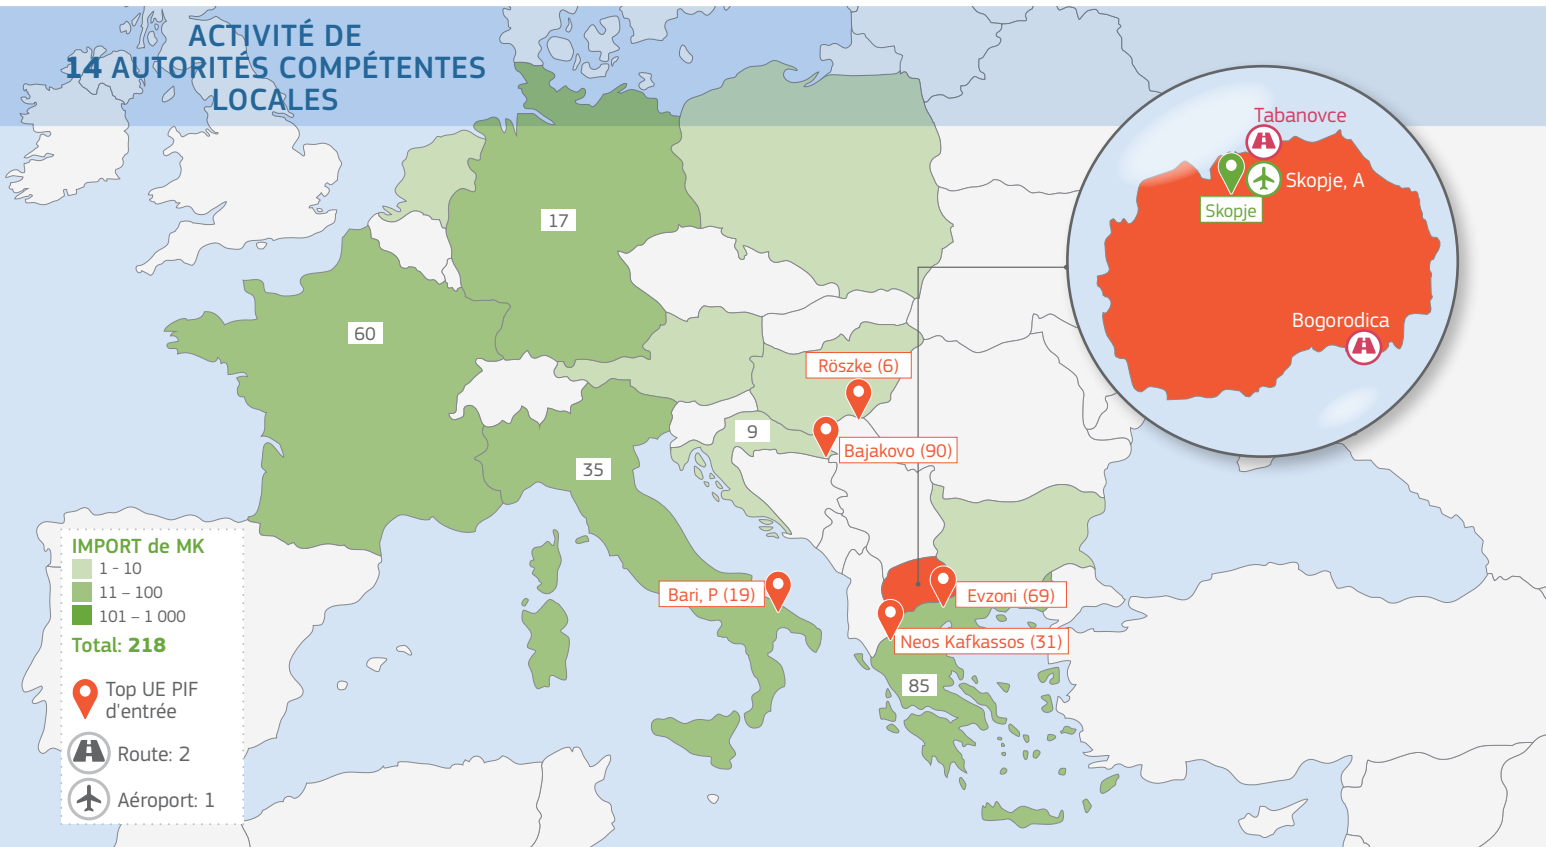 ACTIVITÉ DE
14 AUTORITÉS COMPÉTENTES
LOCALES
Tabanovce
Skopje, A
Skopje
Bogorodica
17
60
Röszke (6)
9
Bajakovo (90)
35
Bari, P (19)
Evzoni (69)
Neos Kafkassos (31)
85
IMPORT de MK
1 - 10
11 – 100
101 – 1 000
Total: 218
Top UE PIF
d'entrée
Route: 2
Aéroport: 1